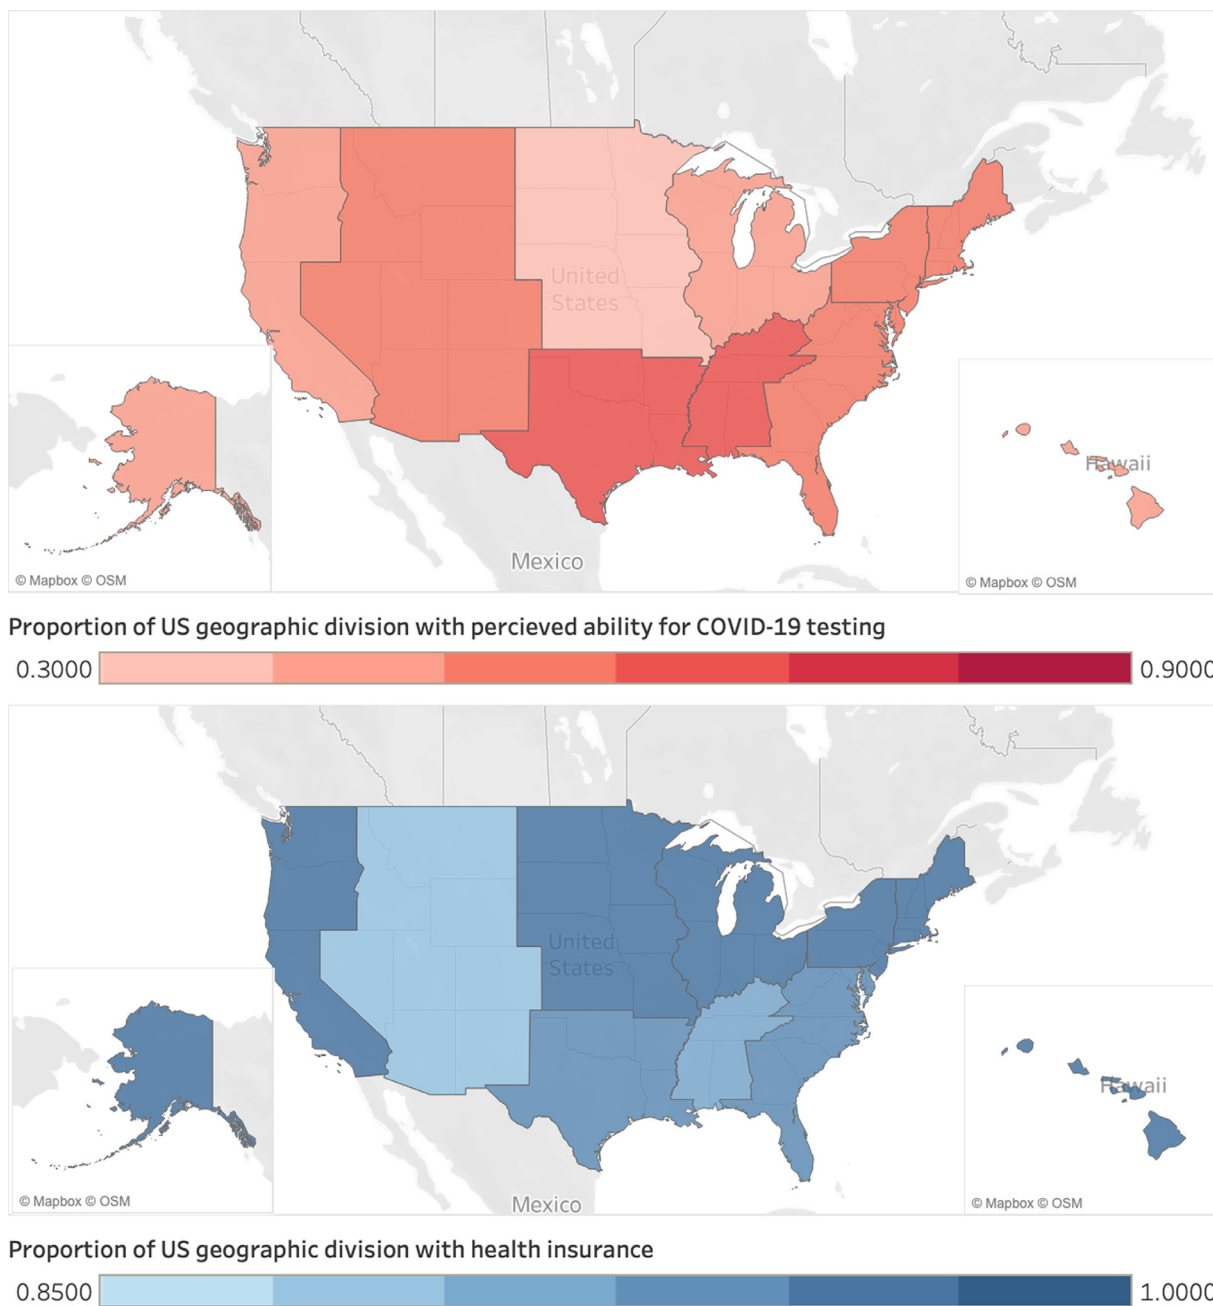 United
States
Hawaii
Mexico
© Mapbox © OSM
© Mapbox © OSM
Proportion of US geographic division with percieved ability for COVID-19 testing
0.3000
0.9000
United
States
Hawaii
© Mapbox © OSM
Mexico
© Mapbox © OSM
Proportion of US geographic division with health insurance
0.8500
1.0000